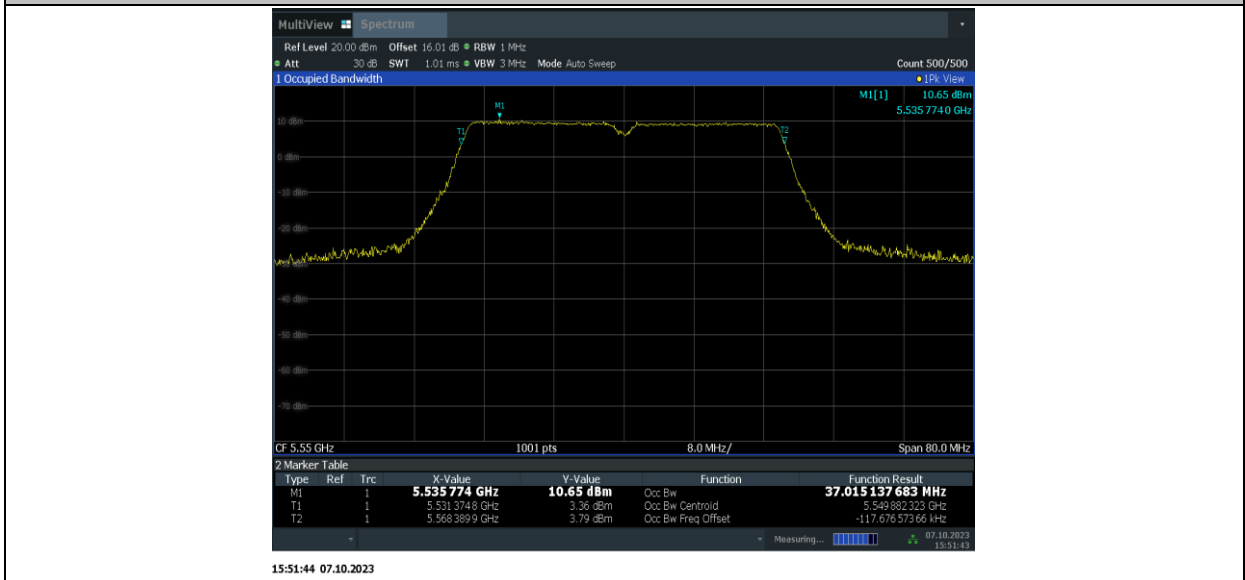 MultiView Spectrum
Ref Level 20.00 dBm Offset 16.01 dB RBW 1 MHz
Att 30 dB SWT 1.01 ms VBW 3 MHz Mode Auto Sweep Count 500/500
1 Occupied Bandwidth 1Pk View
M1[1] 10.65 dBm
5.535 774 0 GHz
M1
10 dBm
T1
T2
0 dBm
-10 dBm
-20 dBm
-30 dBm
-40 dBm
-50 dBm
-60 dBm
-70 dBm
CF 5.55 GHz 1001 pts 8.0 MHz/ Span 80.0 MHz
2 Marker Table
Type Ref Trc X-Value Y-Value Function Function Result
M1 1 5.535 774 GHz 10.65 dBm Occ Bw 37.015 137 683 MHz
T1 1 5.531 374 8 GHz 3.36 dBm Occ Bw Centroid 5.549 882 323 GHz
T2 1 5.568 389 9 GHz 3.79 dBm Occ Bw Freq Offset -117.676 573 66 kHz
Measuring... 07.10.2023
15:51:43
15:51:44 07.10.2023